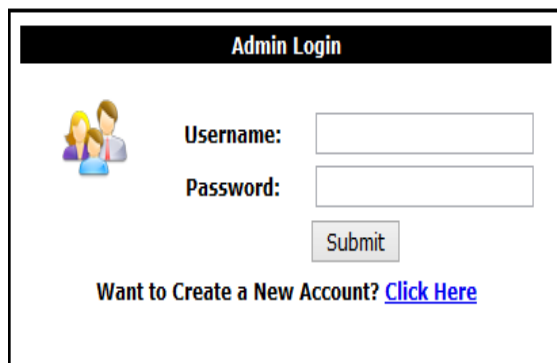 Admin Login
Username:
Password:
Submit
Want to Create a New Account? Click Here